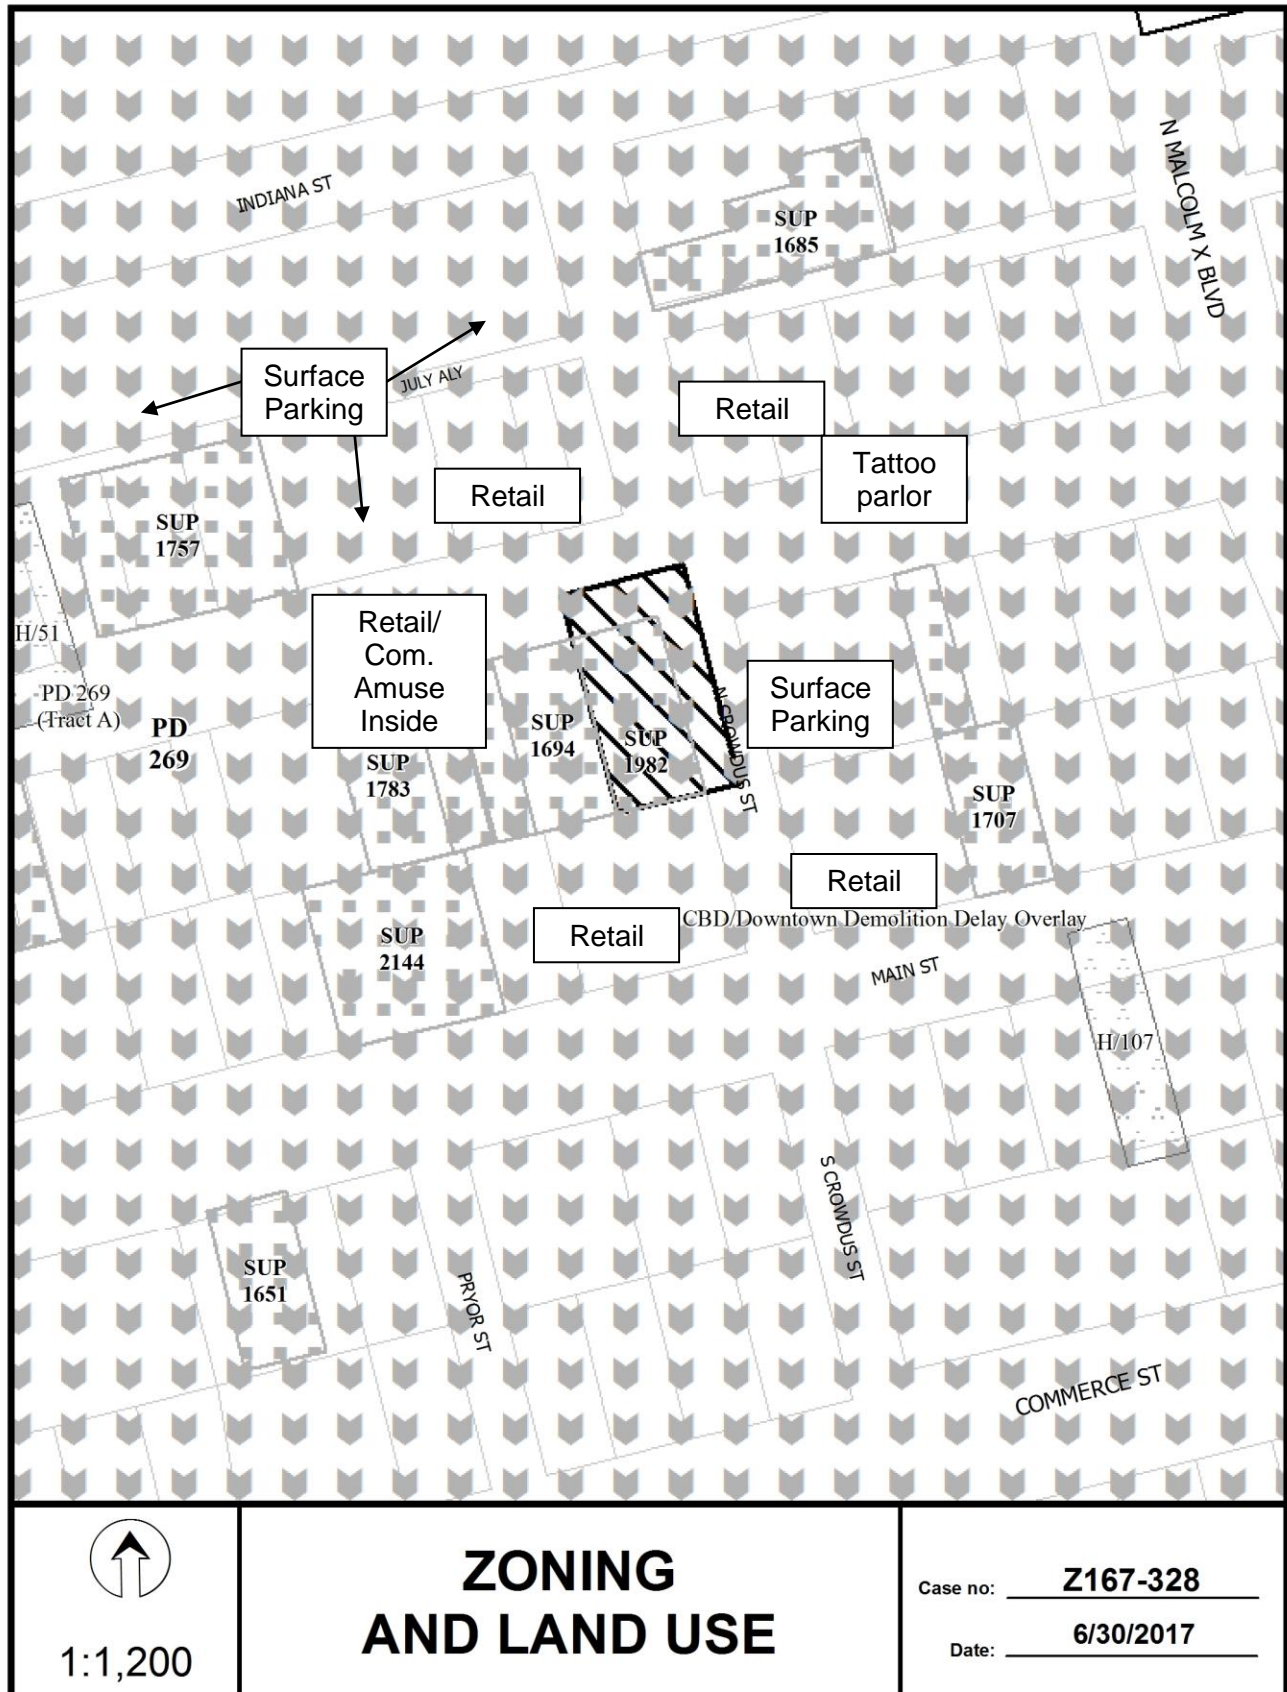 INDIANA ST
N MALCOLM X BLVD
SUP
1685
Surface
Parking
JULY ALY
Retail
Tattoo
parlor
Retail
SUP
1757
H/51
PD 269
(Tract A)
PD
269
Retail/
Com.
Amuse
Inside
SUP
1783
SUP
1694
SUP
1982
N CROWDUS ST
Surface
Parking
SUP
1707
Retail
CBD/Downtown Demolition Delay Overlay
Retail
SUP
2144
MAIN ST
H/107
S CROWDUS ST
SUP
1651
PRYOR ST
COMMERCE ST
1:1,200
ZONING
AND LAND USE
Case no: Z167-328
Date: 6/30/2017